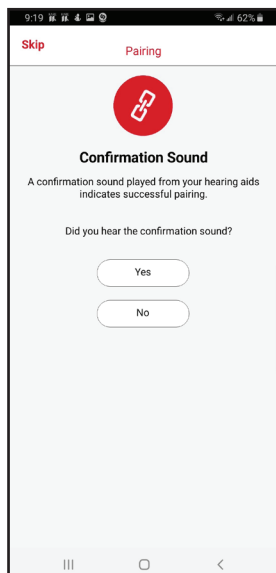 9:19 62%
Skip
Pairing
Confirmation Sound
A confirmation sound played from your hearing aids
indicates successful pairing.
Did you hear the confirmation sound?
Yes
No